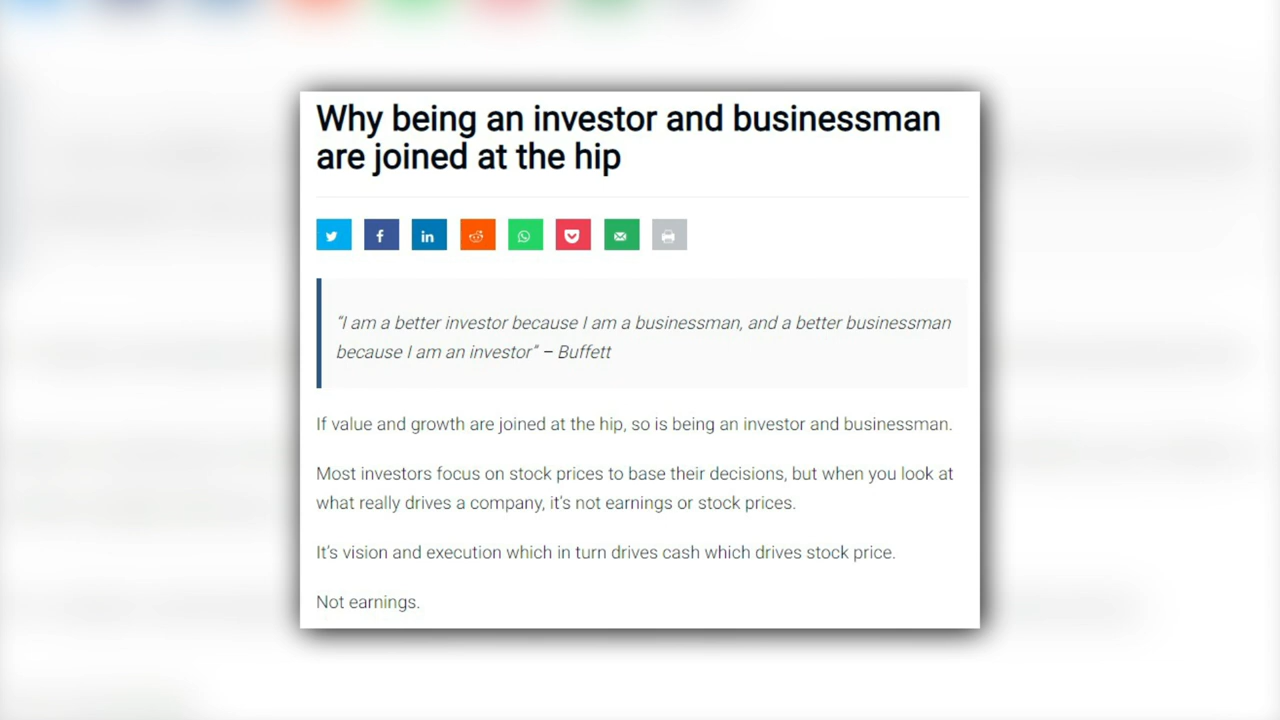 Why being an investor and businessman
are joined at the hip
“I am a better investor because I am a businessman, and a better businessman
because I am an investor” – Buffett
If value and growth are joined at the hip, so is being an investor and businessman.
Most investors focus on stock prices to base their decisions, but when you look at
what really drives a company, it’s not earnings or stock prices.
It’s vision and execution which in turn drives cash which drives stock price.
Not earnings.